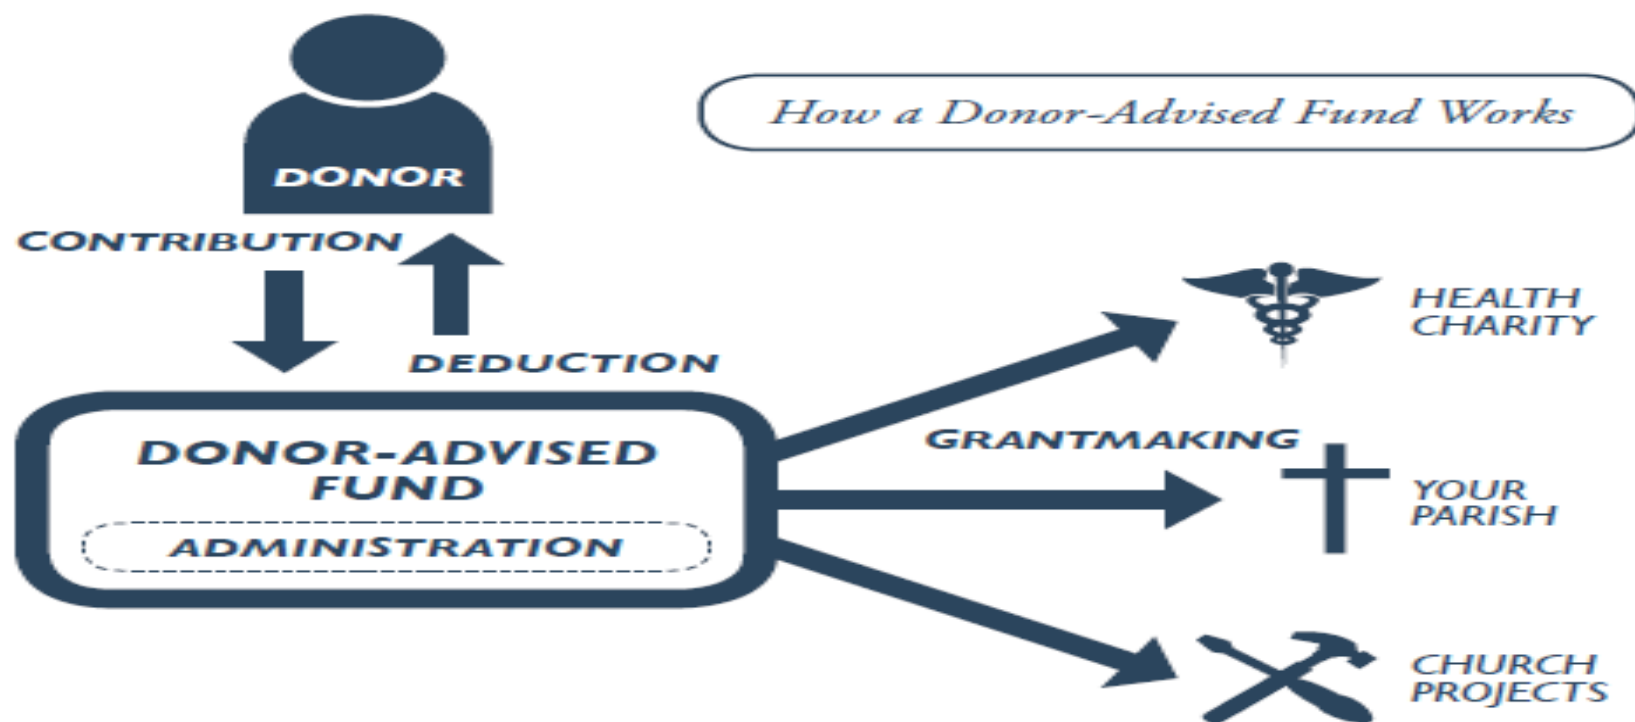 How a Donor-Advised Fund Works
DONOR
CONTRIBUTION
DEDUCTION
DONOR-ADVISED
FUND
ADMINISTRATION
GRANTMAKING
HEALTH
CHARITY
YOUR
PARISH
CHURCH
PROJECTS